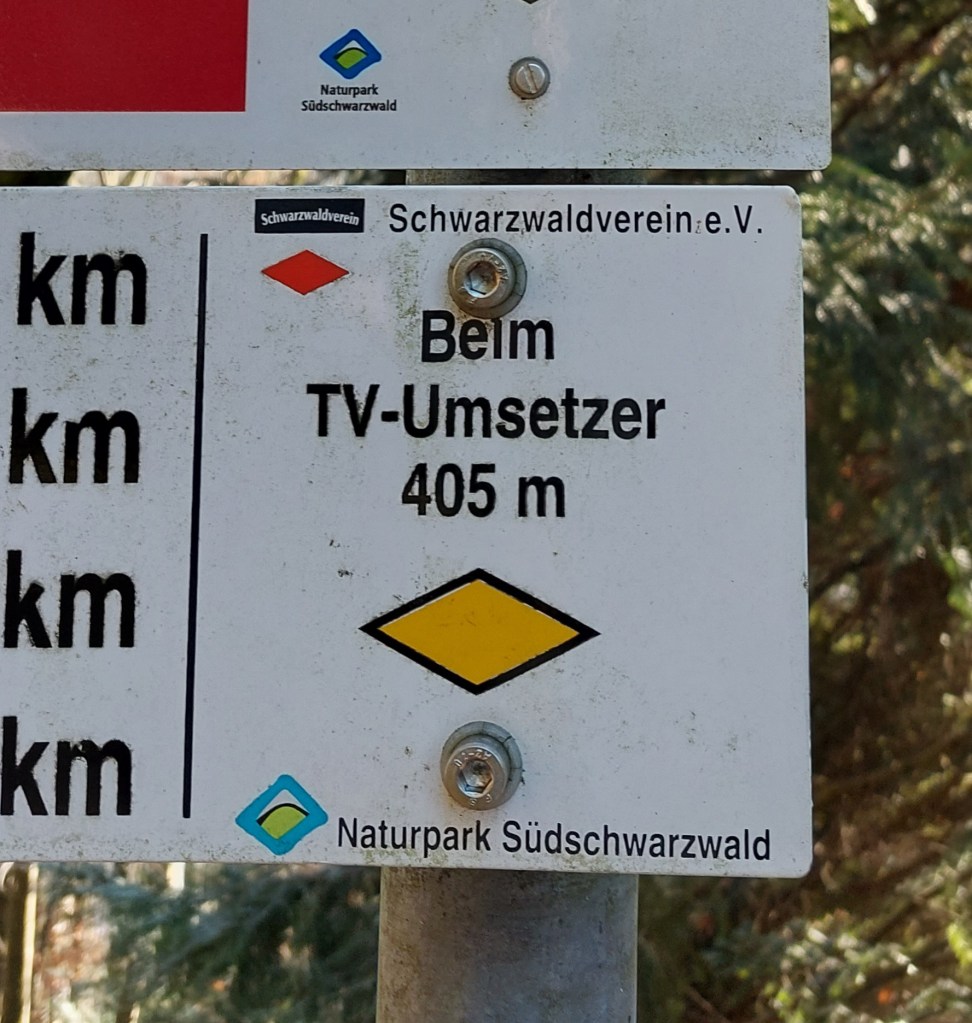 Naturpark
Südschwarzwald
Schwarzwaldverein
Schwarzwaldverein e.V.
km
km
km
km
Beim
TV-Umsetzer
405 m
Naturpark Südschwarzwald